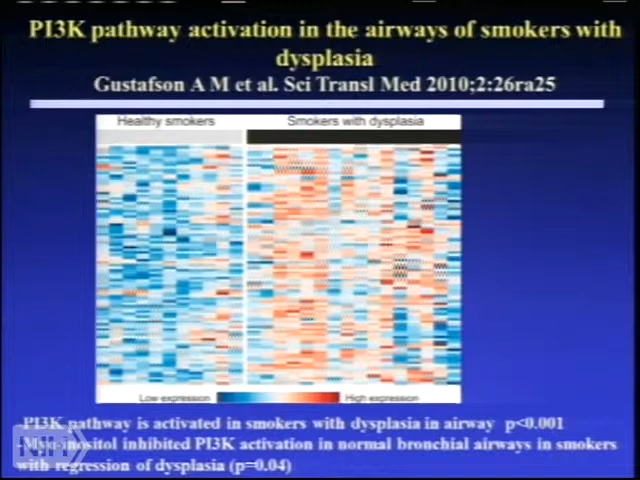 PI3K pathway activation in the airways of smokers with
dysplasia
Gustafson A M et al. Sci Transl Med 2010;2:26ra25
Healthy smokers
Smokers with dysplasia
Low expression
High expression
PI3K pathway is activated in smokers with dysplasia in airway p<0.001
-Myo-inositol inhibited PI3K activation in normal bronchial airways in smokers
with regression of dysplasia (p=0.04)
NIH